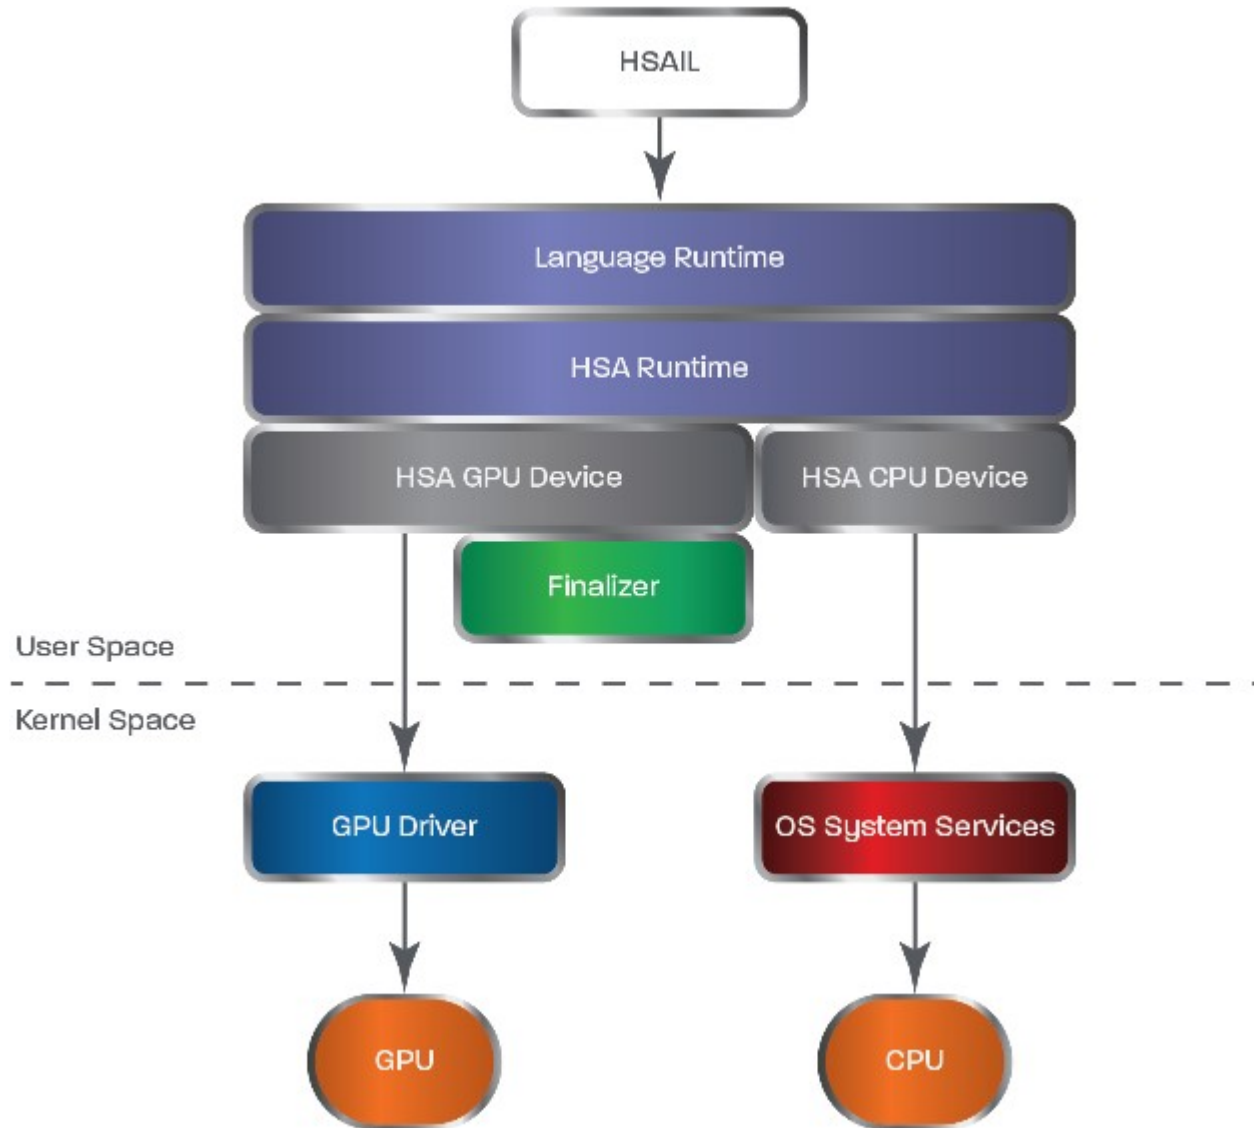 HSAIL
Language Runtime
HSA Runtime
HSA GPU Device
HSA CPU Device
Finalizer
User Space
Kernel Space
GPU Driver
OS System Services
GPU
CPU